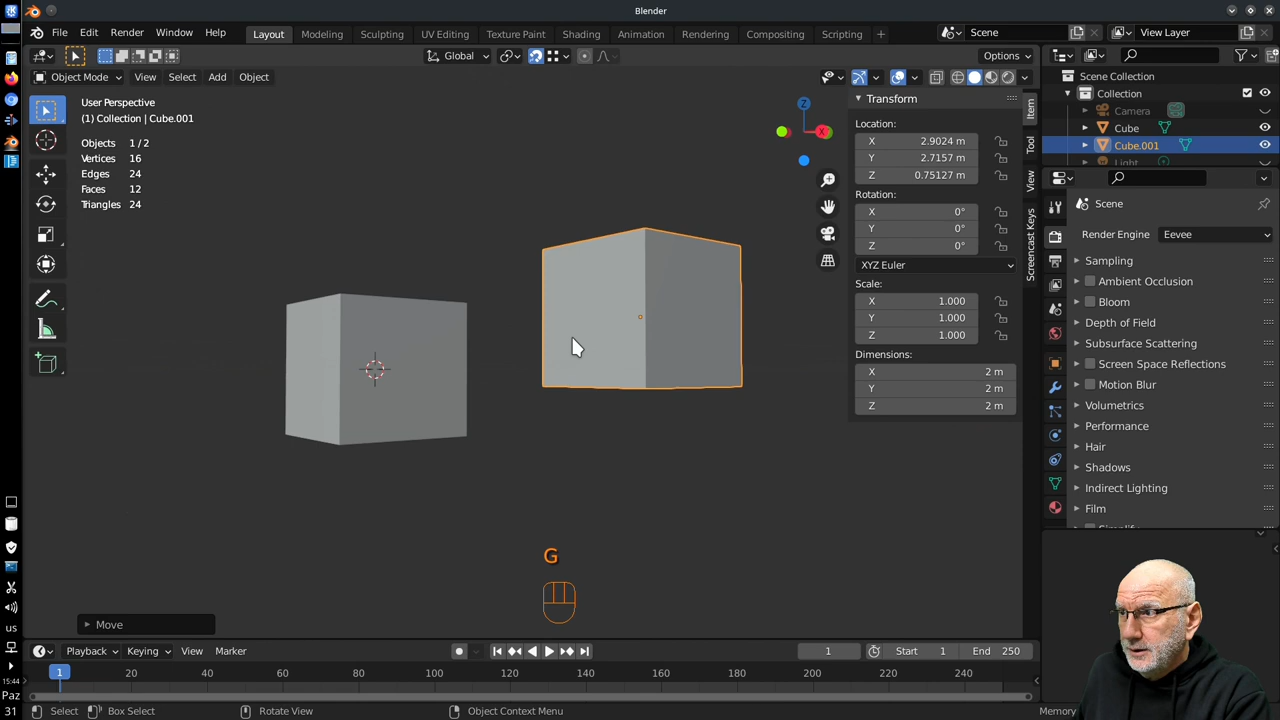 Blender
File Edit Render Window Help
Layout Modeling Sculpting UV Editing Texture Paint Shading Animation Rendering Compositing Scripting +
Scene
View Layer
Global
Options
Object Mode View Select Add Object
User Perspective
(1) Collection | Cube.001
Objects 1 / 2
Vertices 16
Edges 24
Faces 12
Triangles 24
Z
X
Transform
Location:
X 2.9024 m
Y 2.7157 m
Z 0.75127 m
Rotation:
X 0°
Y 0°
Z 0°
XYZ Euler
Scale:
X 1.000
Y 1.000
Z 1.000
Dimensions:
X 2 m
Y 2 m
Z 2 m
Item
Tool
View
Screencast Keys
Scene Collection
Collection
Camera
Cube
Cube.001
Light
Scene
Render Engine Eevee
Sampling
Ambient Occlusion
Bloom
Depth of Field
Subsurface Scattering
Screen Space Reflections
Motion Blur
Volumetrics
Performance
Hair
Shadows
Indirect Lighting
Film
Simplify
G
Move
Playback Keying View Marker
1
Start 1
End 250
1 20 40 60 80 100 120 140 160 180 200 220 240
Select Box Select Rotate View Object Context Menu
Memory
us
15:44
Paz
31